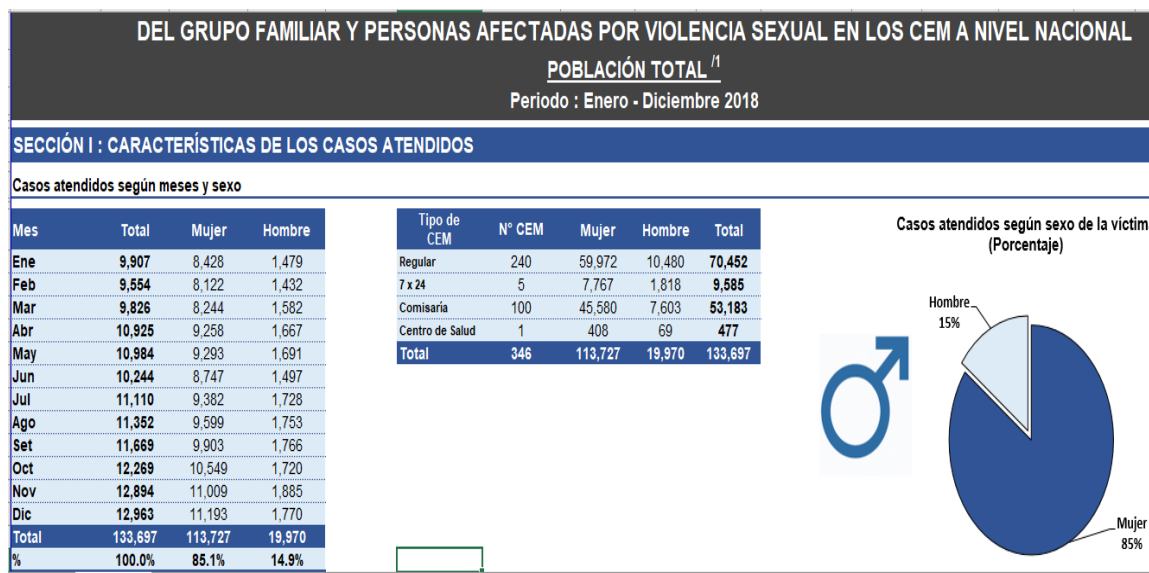 DEL GRUPO FAMILIAR Y PERSONAS AFECTADAS POR VIOLENCIA SEXUAL EN LOS CEM A NIVEL NACIONAL
POBLACIÓN TOTAL /1
Periodo : Enero - Diciembre 2018
SECCIÓN I : CARACTERÍSTICAS DE LOS CASOS ATENDIDOS
Casos atendidos según meses y sexo
Mes Total Mujer Hombre
Ene 9,907 8,428 1,479
Feb 9,554 8,122 1,432
Mar 9,826 8,244 1,582
Abr 10,925 9,258 1,667
May 10,984 9,293 1,691
Jun 10,244 8,747 1,497
Jul 11,110 9,382 1,728
Ago 11,352 9,599 1,753
Set 11,669 9,903 1,766
Oct 12,269 10,549 1,720
Nov 12,894 11,009 1,885
Dic 12,963 11,193 1,770
Total 133,697 113,727 19,970
% 100.0% 85.1% 14.9%
Tipo de
CEM N° CEM Mujer Hombre Total
Regular 240 59,972 10,480 70,452
7 x 24 5 7,767 1,818 9,585
Comisaría 100 45,580 7,603 53,183
Centro de Salud 1 408 69 477
Total 346 113,727 19,970 133,697
Casos atendidos según sexo de la víctim
(Porcentaje)
Hombre
15%
Mujer
85%